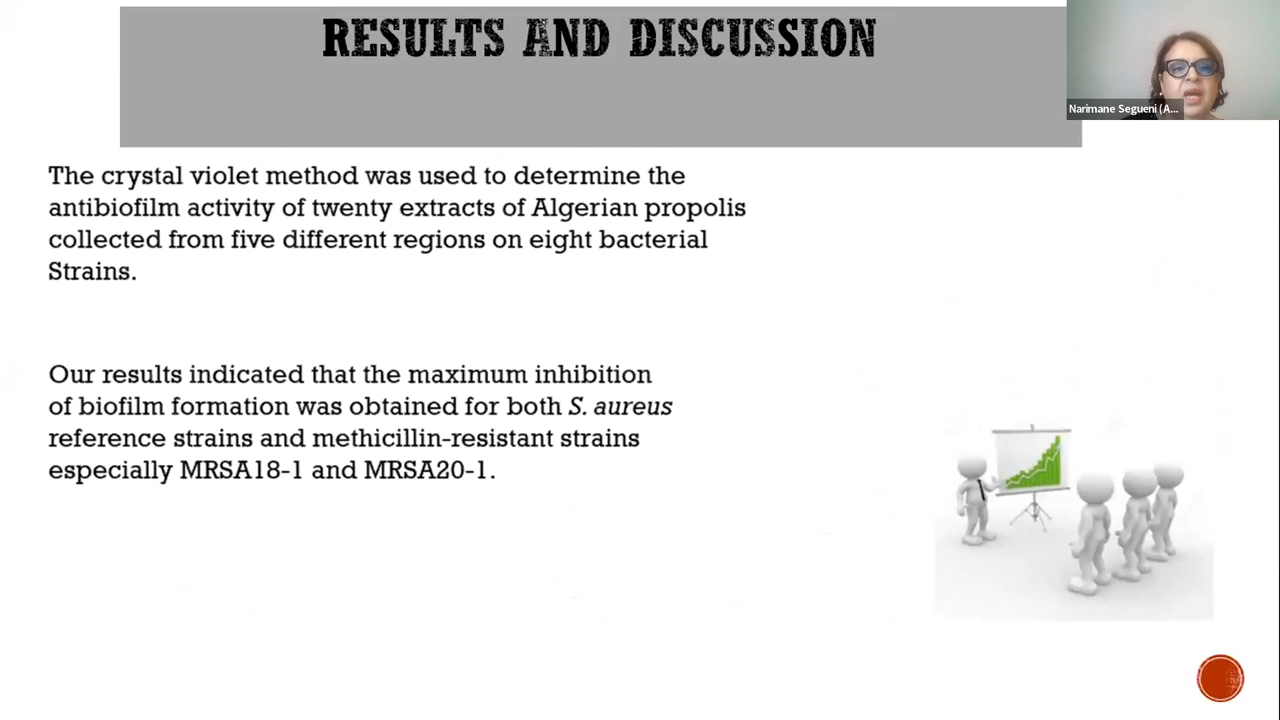 RESULTS AND DISCUSSION
Narimane Segueni (A...
The crystal violet method was used to determine the
antibiofilm activity of twenty extracts of Algerian propolis
collected from five different regions on eight bacterial
Strains.
Our results indicated that the maximum inhibition
of biofilm formation was obtained for both S. aureus
reference strains and methicillin-resistant strains
especially MRSA18-1 and MRSA20-1.